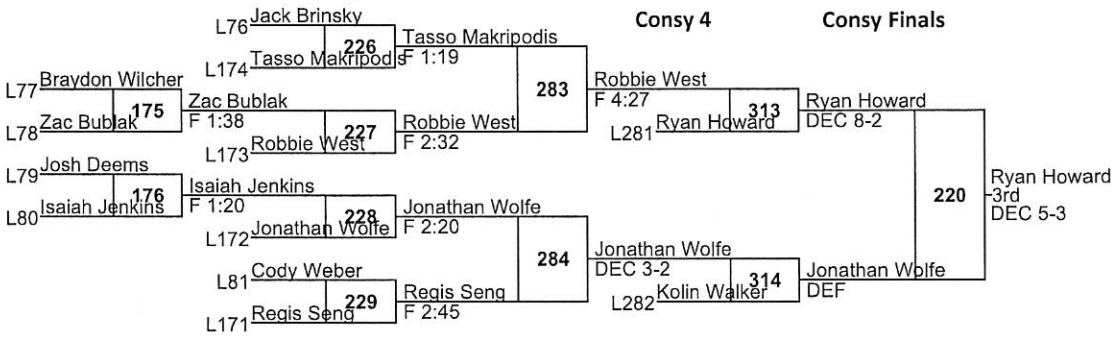 Consy 4
Consy Finals
L76 Jack Brinsky
226
Tasso Makripodis
F 1:19
L174 Tasso Makripodis
L77 Braydon Wilcher
175
Zac Bublak
F 1:38
L78 Zac Bublak
227
Robbie West
F 2:32
L173 Robbie West
283
Robbie West
F 4:27
313
L281 Ryan Howard
Ryan Howard
DEC 8-2
L79 Josh Deems
176
Isaiah Jenkins
F 1:20
L80 Isaiah Jenkins
228
Jonathan Wolfe
F 2:20
L172 Jonathan Wolfe
L81 Cody Weber
229
Regis Seng
F 2:45
L171 Regis Seng
284
Jonathan Wolfe
DEC 3-2
314
L282 Kolin Walker
Jonathan Wolfe
DEF
220
Ryan Howard
3rd
DEC 5-3